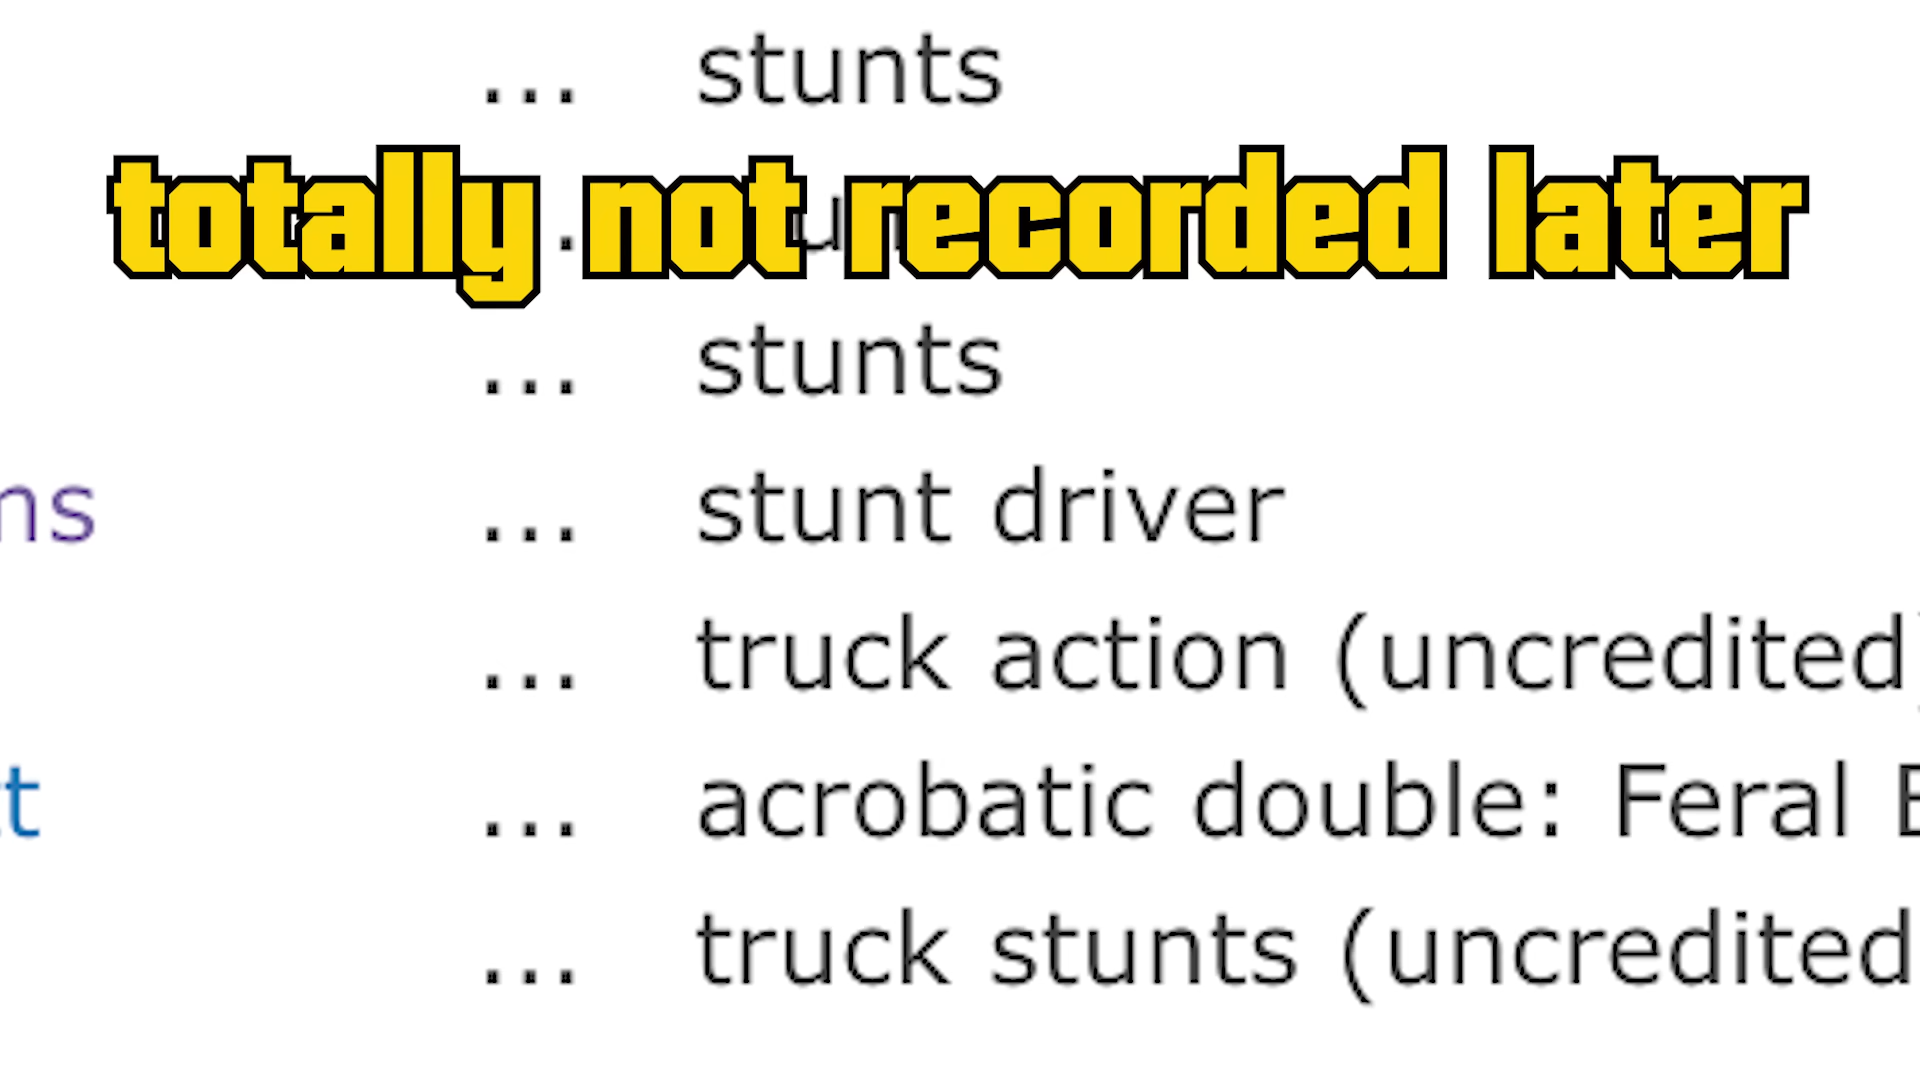 ... stunts
totally not recorded later
... stunts
ns ... stunt driver
... truck action (uncredited)
t ... acrobatic double: Feral
... truck stunts (uncredited